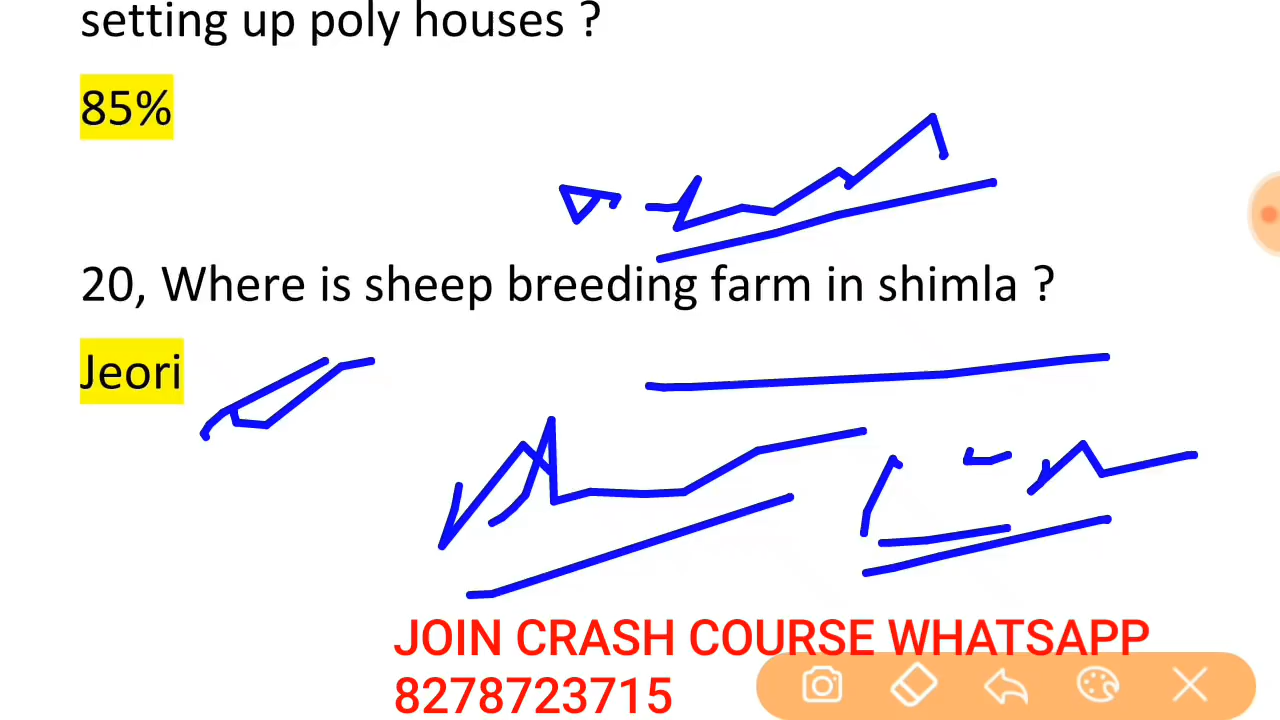 setting up poly houses ?
85%
20, Where is sheep breeding farm in shimla ?
Jeori
JOIN CRASH COURSE WHATSAPP
8278723715